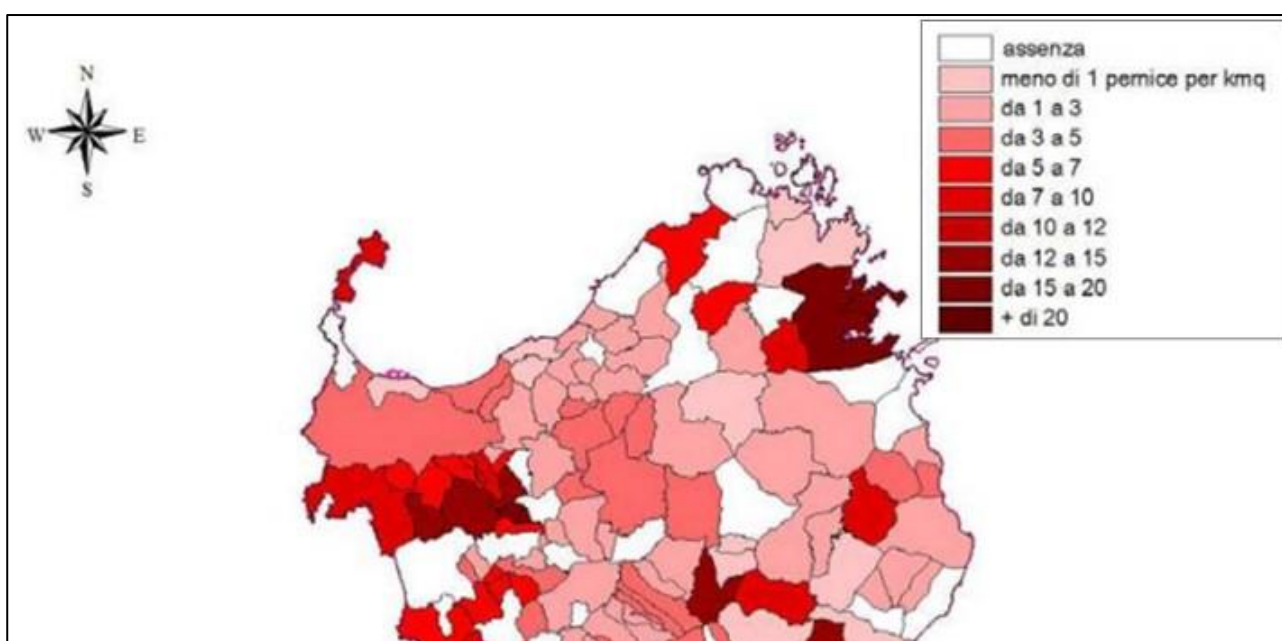 assenza
meno di 1 pernice per kmq
da 1 a 3
da 3 a 5
da 5 a 7
da 7 a 10
da 10 a 12
da 12 a 15
da 15 a 20
+ di 20
N
W E
S